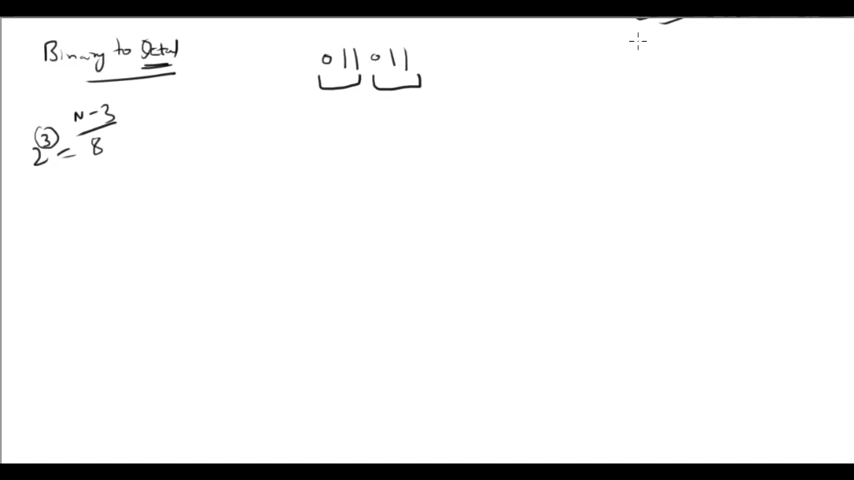 Binary to Octal
011 011
N-3
2³ = 8